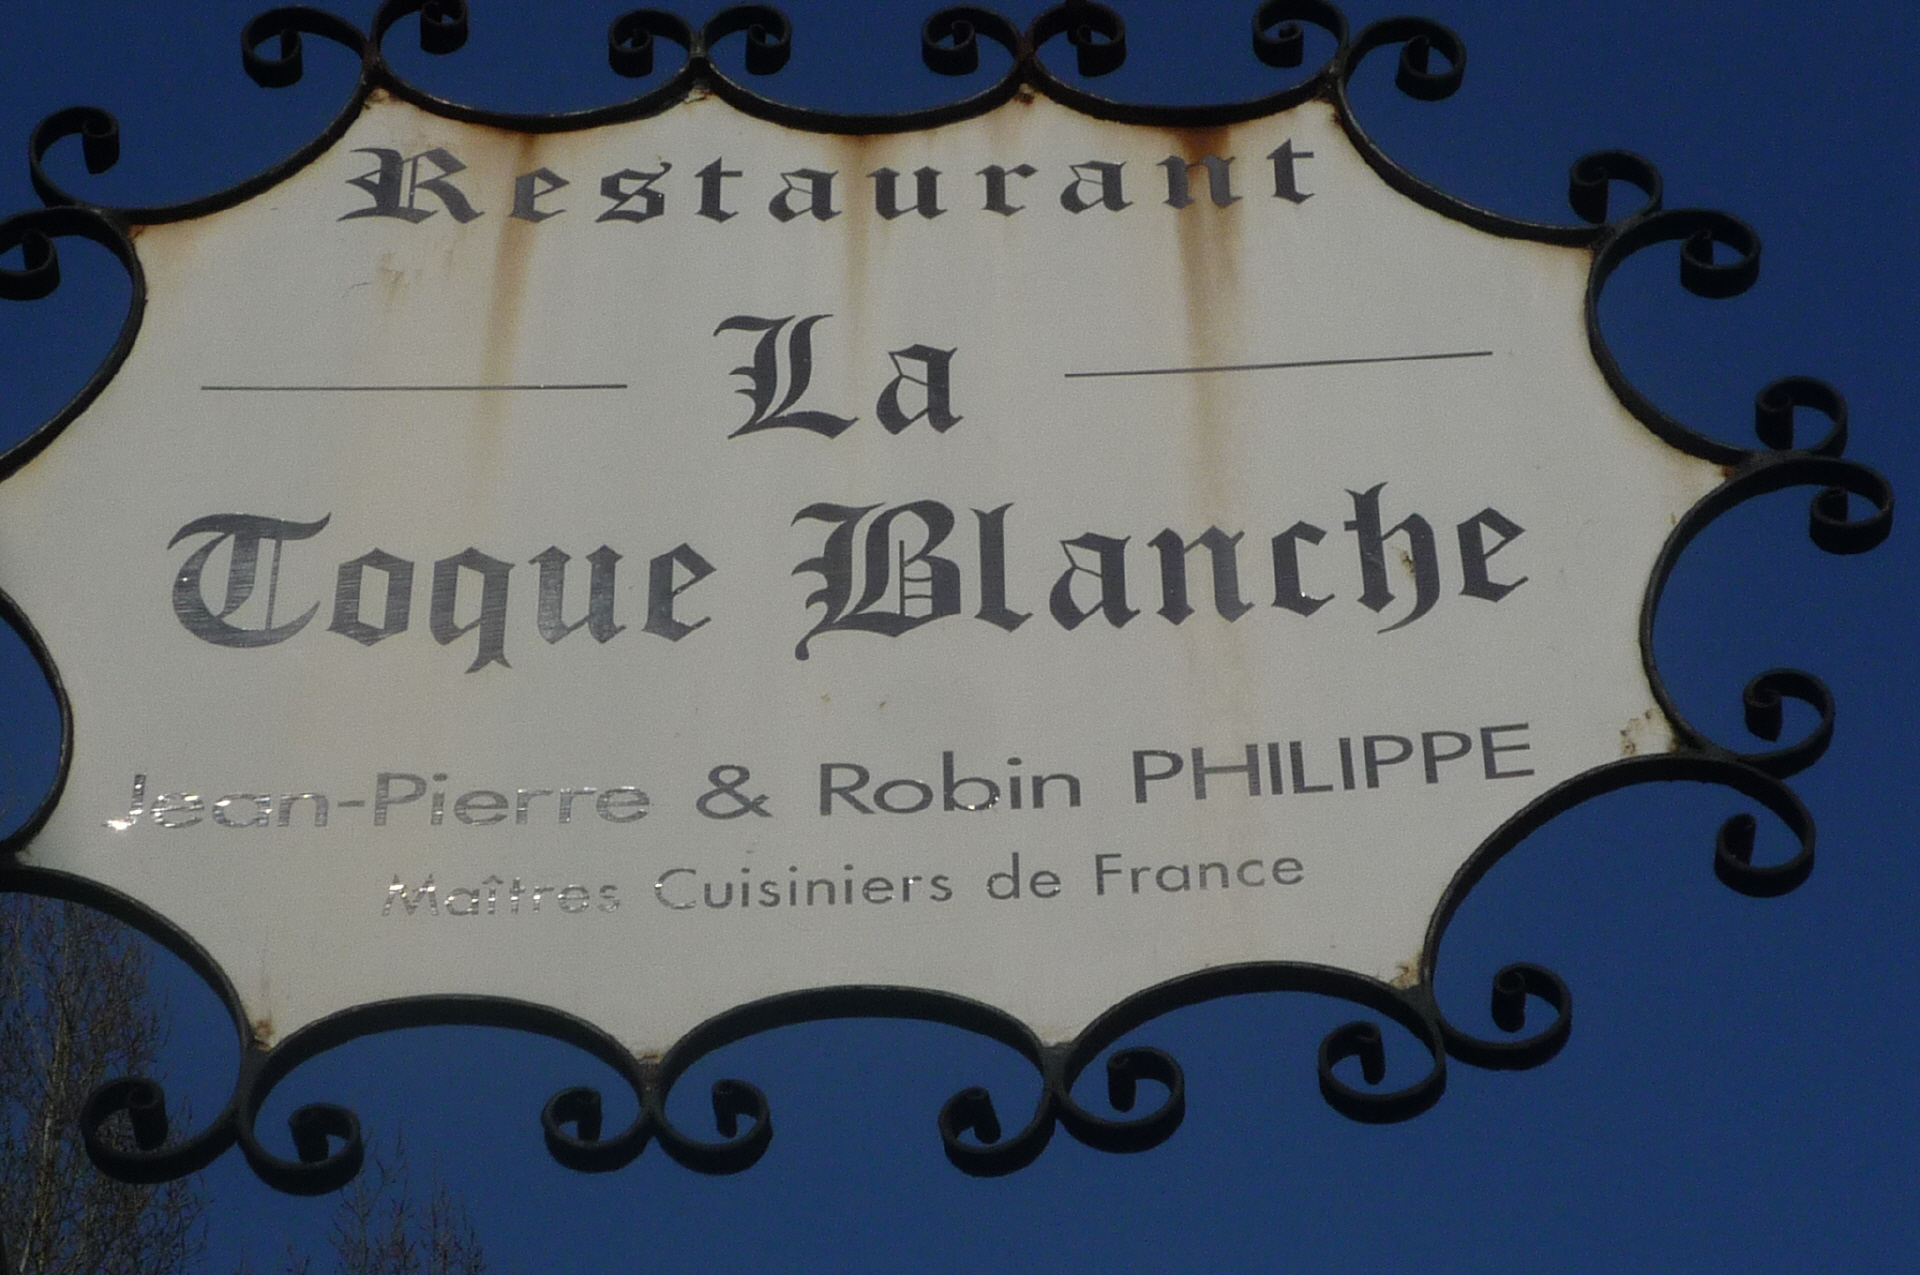 Restaurant
La
Toque Blanche
Jean-Pierre & Robin PHILIPPE
Maîtres Cuisiniers de France